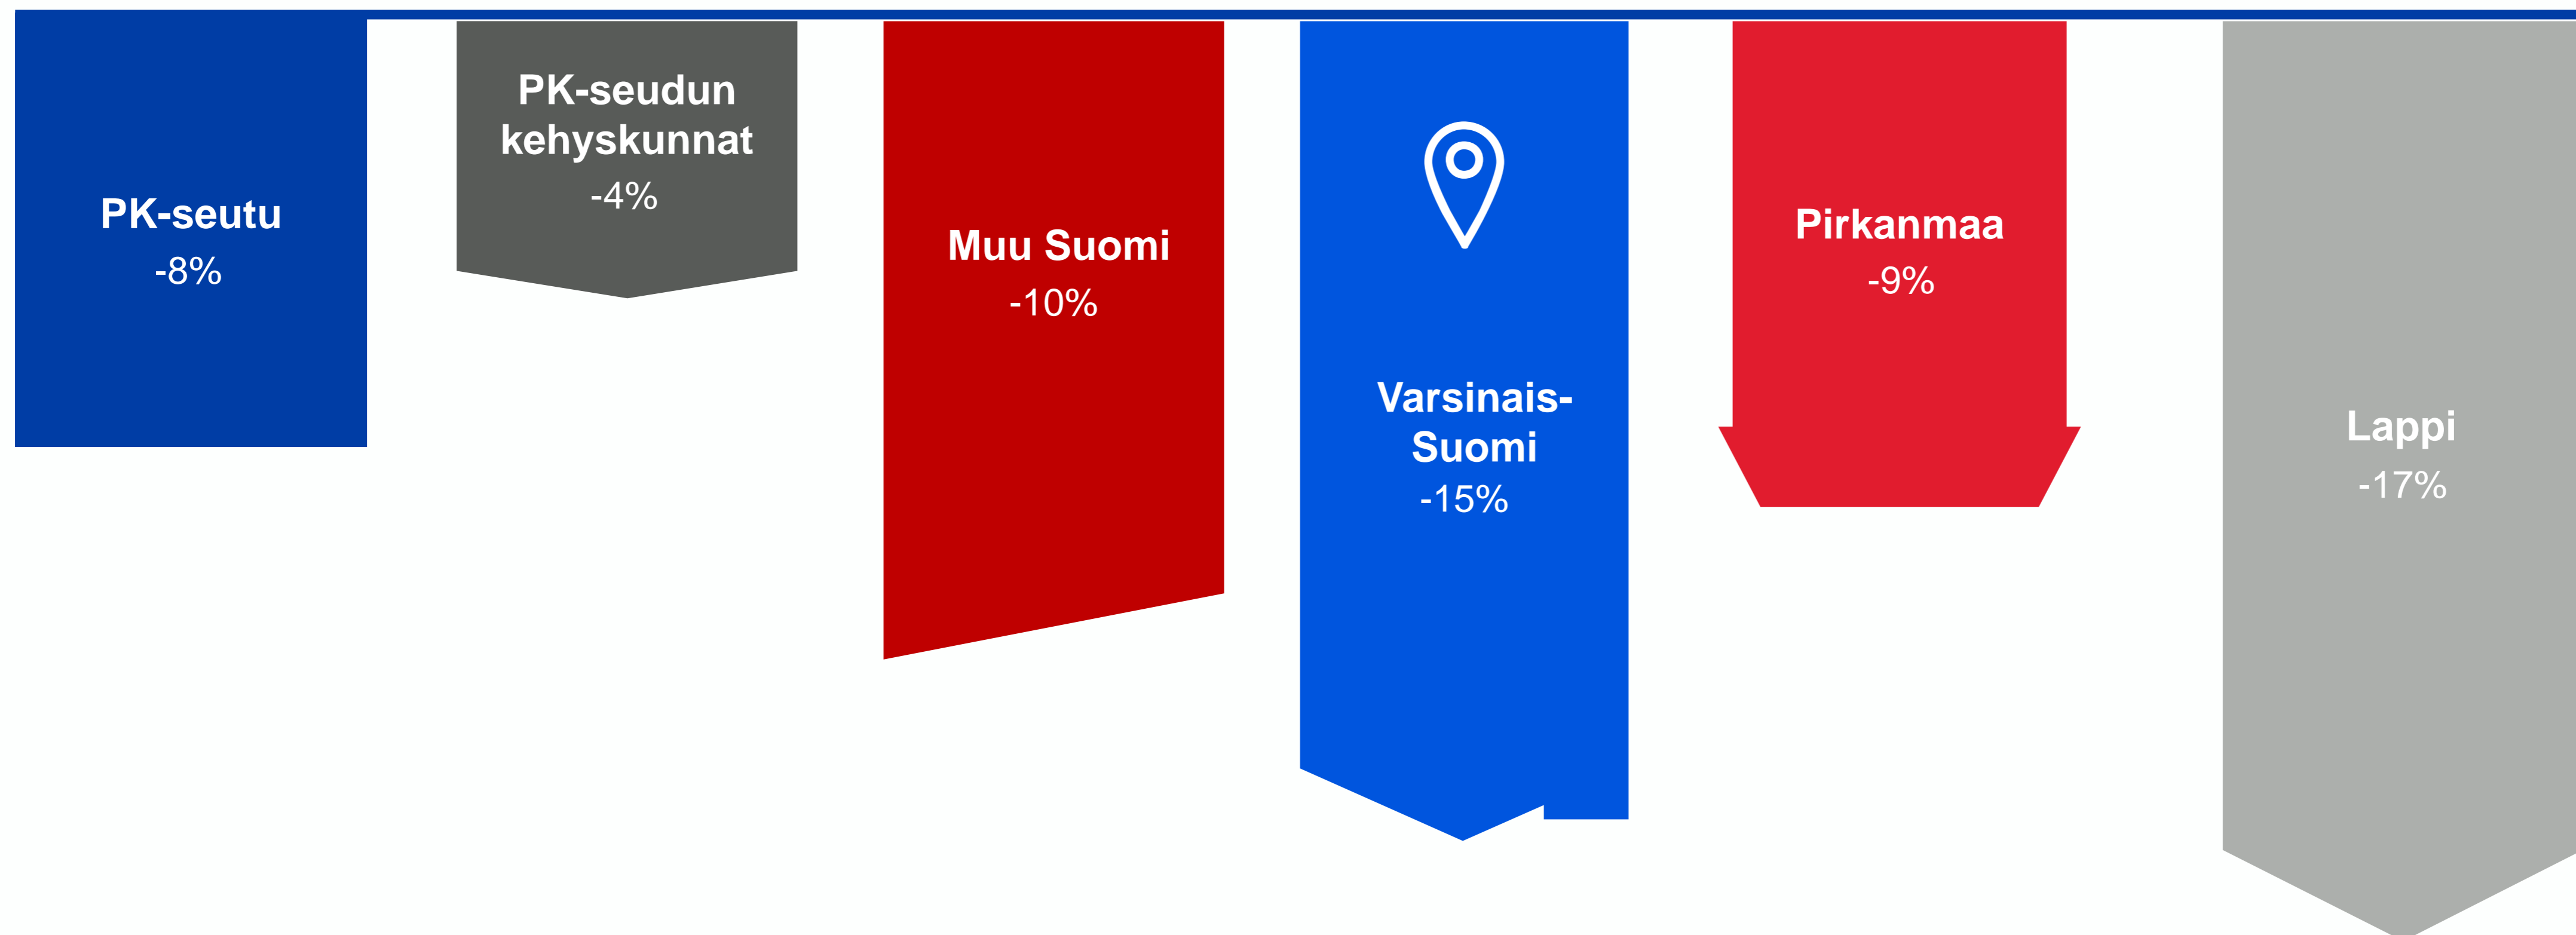 PK-seutu
-8%
PK-seudun
kehyskunnat
-4%
Muu Suomi
-10%
Varsinais-
Suomi
-15%
Pirkanmaa
-9%
Lappi
-17%